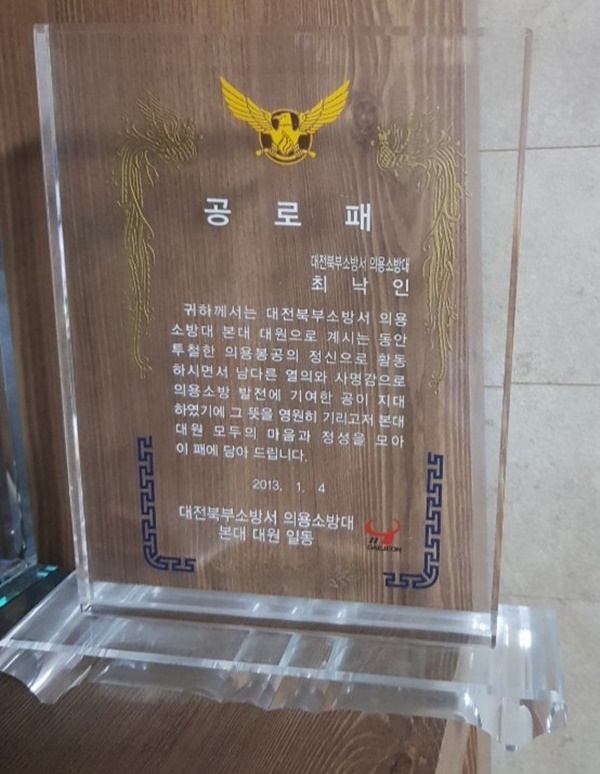 공 로 패
대전북부소방서 의용소방대
최 낙 인
귀하께서는 대전북부소방서 의용
소방대 본대 대원으로 계시는 동안
투철한 의용봉공의 정신으로 활동
하시면서 남다른 열의와 사명감으로
의용소방 발전에 기여한 공이 지대
하였기에 그 뜻을 영원히 기리고저 본대
대원 모두의 마음과 정성을 모아
이 패에 담아 드립니다.
2013. 1. 4
대전북부소방서 의용소방대
본대 대원 일동
DAEJEON